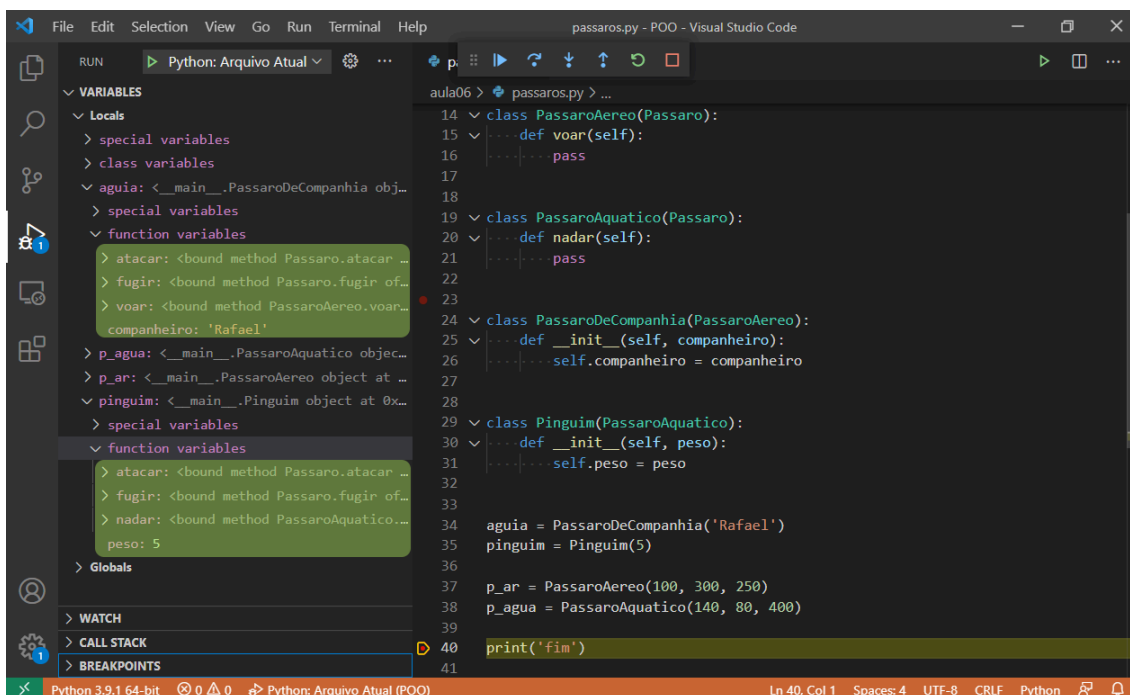 File Edit Selection View Go Run Terminal Help
passaros.py - POO - Visual Studio Code
RUN Python: Arquivo Atual ...
VARIABLES
Locals
special variables
class variables
aguia: <__main__.PassaroDeCompanhia obj…
special variables
function variables
atacar: <bound method Passaro.atacar …
fugir: <bound method Passaro.fugir of…
voar: <bound method PassaroAereo.voar…
companheiro: 'Rafael'
p_agua: <__main__.PassaroAquatico objec…
p_ar: <__main__.PassaroAereo object at …
pinguim: <__main__.Pinguim object at 0x…
special variables
function variables
atacar: <bound method Passaro.atacar …
fugir: <bound method Passaro.fugir of…
nadar: <bound method PassaroAquatico.…
peso: 5
Globals
WATCH
CALL STACK
BREAKPOINTS
1
1
aula06 > passaros.py > ...
14 class PassaroAereo(Passaro):
15 def voar(self):
16 pass
17
18
19 class PassaroAquatico(Passaro):
20 def nadar(self):
21 pass
22
23
24 class PassaroDeCompanhia(PassaroAereo):
25 def __init__(self, companheiro):
26 self.companheiro = companheiro
27
28
29 class Pinguim(PassaroAquatico):
30 def __init__(self, peso):
31 self.peso = peso
32
33
34 aguia = PassaroDeCompanhia('Rafael')
35 pinguim = Pinguim(5)
36
37 p_ar = PassaroAereo(100, 300, 250)
38 p_agua = PassaroAquatico(140, 80, 400)
39
40 print('fim')
41
Python 3.9.1 64-bit 0 0 Python: Arquivo Atual (POO) Ln 40, Col 1 Spaces: 4 UTF-8 CRLF Python